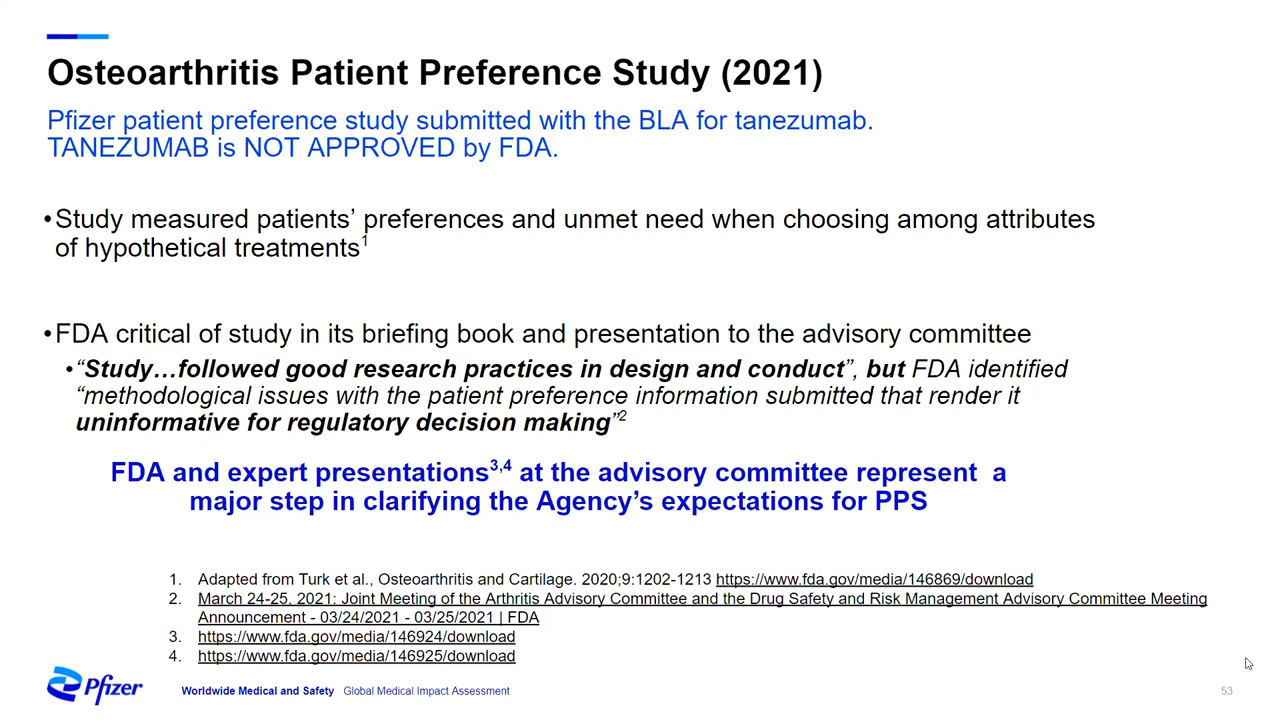 Osteoarthritis Patient Preference Study (2021)
Pfizer patient preference study submitted with the BLA for tanezumab.
TANEZUMAB is NOT APPROVED by FDA.
•Study measured patients’ preferences and unmet need when choosing among attributes
of hypothetical treatments1
•FDA critical of study in its briefing book and presentation to the advisory committee
•“Study…followed good research practices in design and conduct”, but FDA identified
“methodological issues with the patient preference information submitted that render it
uninformative for regulatory decision making”2
FDA and expert presentations3,4 at the advisory committee represent a
major step in clarifying the Agency’s expectations for PPS
1. Adapted from Turk et al., Osteoarthritis and Cartilage. 2020;9:1202-1213 https://www.fda.gov/media/146869/download
2. March 24-25, 2021: Joint Meeting of the Arthritis Advisory Committee and the Drug Safety and Risk Management Advisory Committee Meeting
Announcement - 03/24/2021 - 03/25/2021 | FDA
3. https://www.fda.gov/media/146924/download
4. https://www.fda.gov/media/146925/download
Pfizer
Worldwide Medical and Safety Global Medical Impact Assessment
53